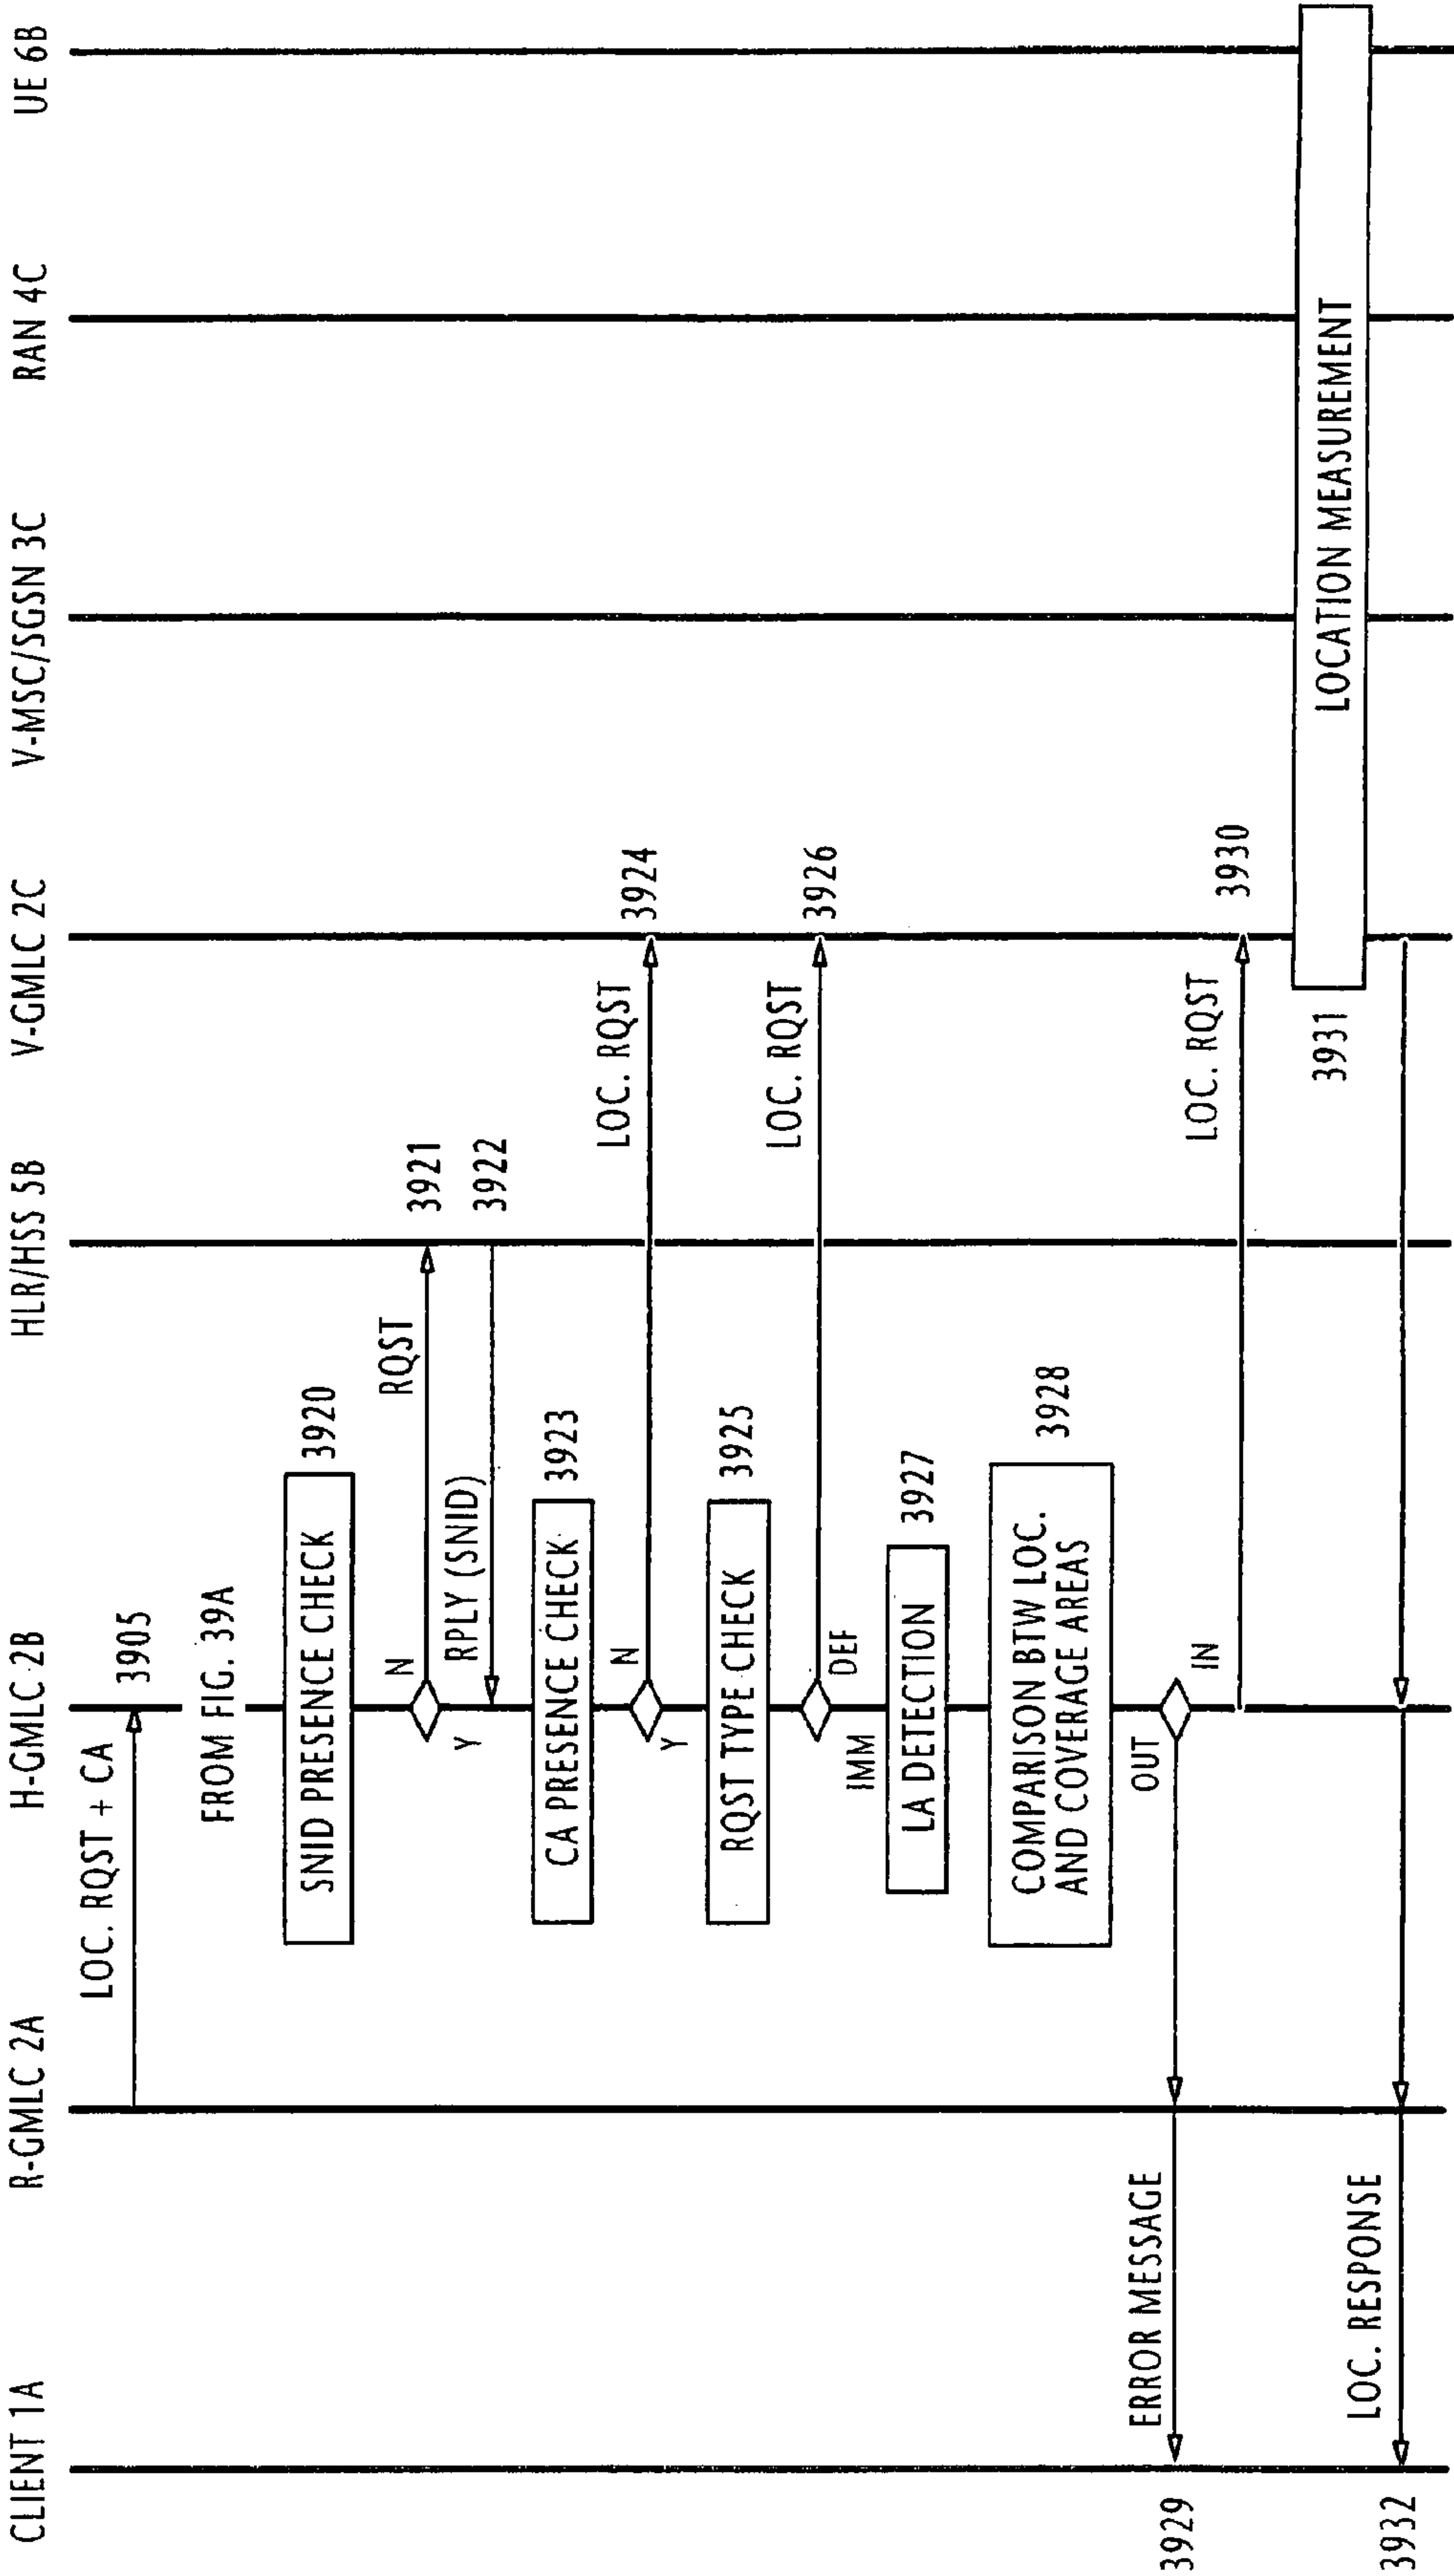 CLIENT 1A
R-GMLC 2A
H-GMLC 2B
HLR/HSS 5B
V-GMLC 2C
V-MSC/SGSN 3C
RAN 4C
UE 6B
LOC. RQST + CA
3905
FROM FIG. 39A
SNID PRESENCE CHECK
3920
N
Y
RQST
3921
RPLY (SNID)
3922
CA PRESENCE CHECK
3923
N
Y
LOC. RQST
3924
RQST TYPE CHECK
3925
DEF
IMM
LOC. RQST
3926
LA DETECTION
3927
COMPARISON BTW LOC.
AND COVERAGE AREAS
3928
OUT
IN
ERROR MESSAGE
3929
LOC. RQST
3930
3931
LOCATION MEASUREMENT
LOC. RESPONSE
3932